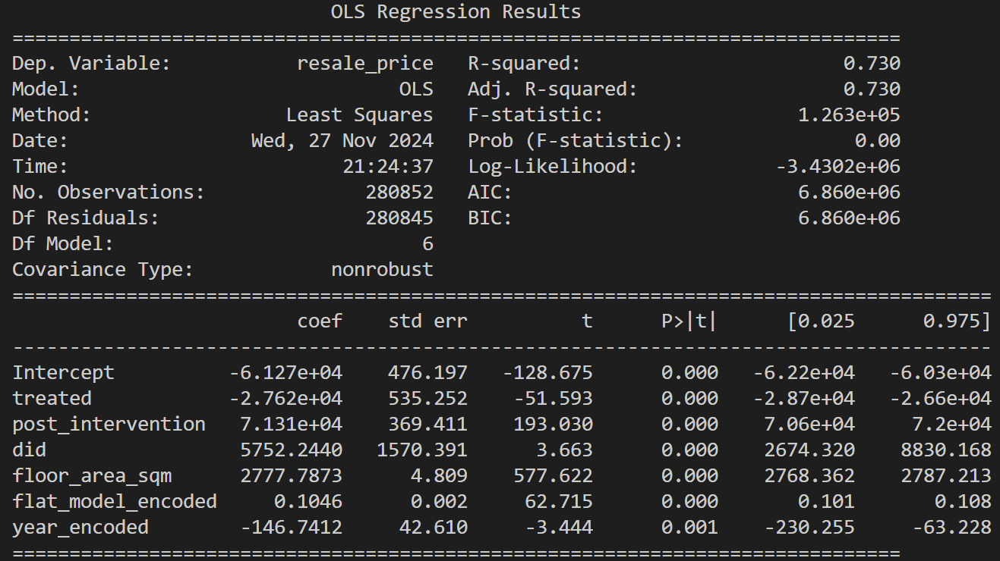 OLS Regression Results
==============================================================================
Dep. Variable:           resale_price   R-squared:                       0.730
Model:                            OLS   Adj. R-squared:                  0.730
Method:                 Least Squares   F-statistic:                 1.263e+05
Date:                Wed, 27 Nov 2024   Prob (F-statistic):               0.00
Time:                        21:24:37   Log-Likelihood:            -3.4302e+06
No. Observations:              280852   AIC:                         6.860e+06
Df Residuals:                  280845   BIC:                         6.860e+06
Df Model:                           6
Covariance Type:            nonrobust
======================================================================================
                         coef    std err          t      P>|t|      [0.025      0.975]
--------------------------------------------------------------------------------------
Intercept          -6.127e+04    476.197   -128.675      0.000   -6.22e+04   -6.03e+04
treated            -2.762e+04    535.252    -51.593      0.000   -2.87e+04   -2.66e+04
post_intervention   7.131e+04    369.411    193.030      0.000    7.06e+04     7.2e+04
did                 5752.2440   1570.391      3.663      0.000    2674.320    8830.168
floor_area_sqm      2777.7873      4.809    577.622      0.000    2768.362    2787.213
flat_model_encoded     0.1046      0.002     62.715      0.000       0.101       0.108
year_encoded        -146.7412     42.610     -3.444      0.001    -230.255     -63.228
==============================================================================